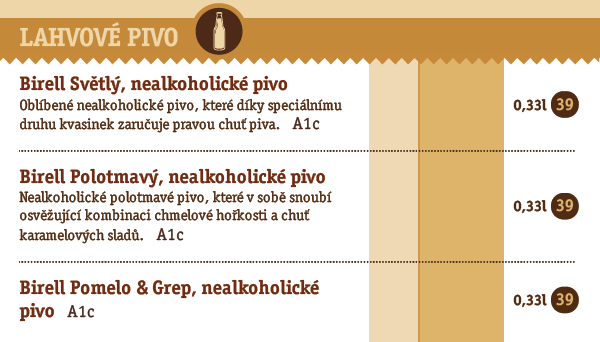 LAHVOVÉ PIVO
Birell Světlý, nealkoholické pivo
Oblíbené nealkoholické pivo, které díky speciálnímu
druhu kvasinek zaručuje pravou chuť piva. A1c
0,33l 39
Birell Polotmavý, nealkoholické pivo
Nealkoholické polotmavé pivo, které v sobě snoubí
osvěžující kombinaci chmelové hořkosti a chuť
karamelových sladů. A1c
0,33l 39
Birell Pomelo & Grep, nealkoholické
pivo A1c
0,33l 39